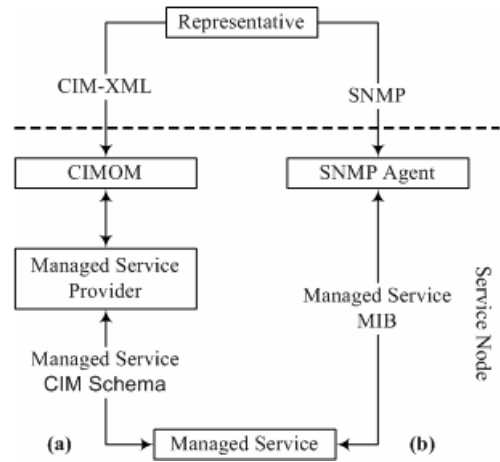 Representative
CIM-XML
SNMP
CIMOM
SNMP Agent
Managed Service
Provider
Managed Service
MIB
Service Node
Managed Service
CIM Schema
(a)
Managed Service
(b)